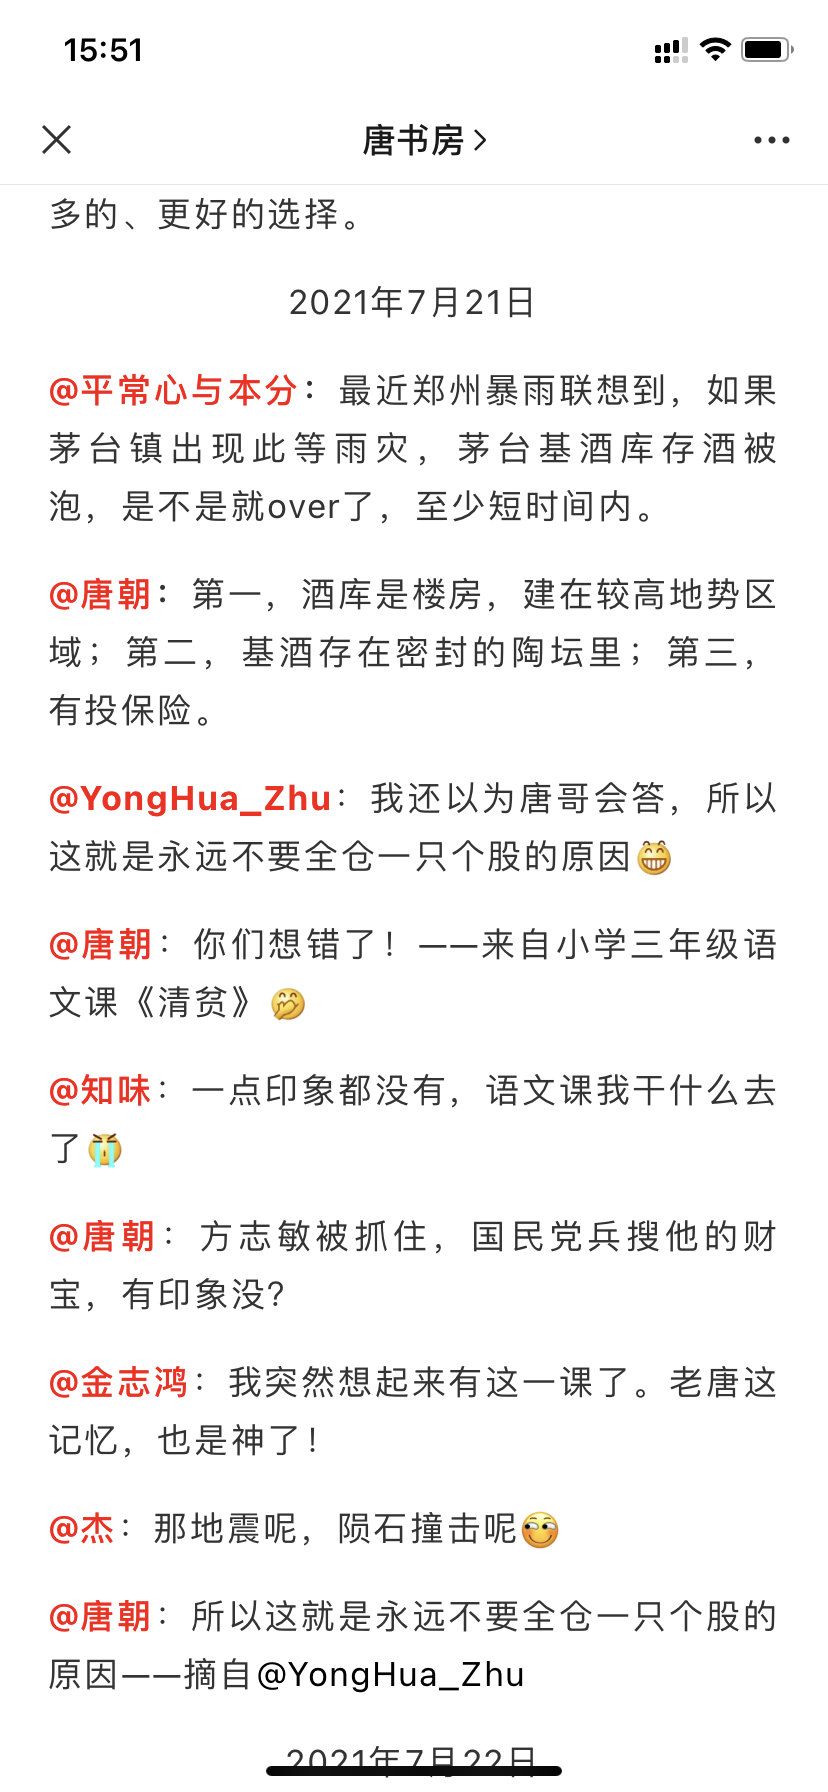 15:51
唐书房
多的、更好的选择。
2021年7月21日
@平常心与本分：最近郑州暴雨联想到，如果
茅台镇出现此等雨灾，茅台基酒库存酒被
泡，是不是就over了，至少短时间内。
@唐朝：第一，酒库是楼房，建在较高地势区
域；第二，基酒存在密封的陶坛里；第三，
有投保险。
@YongHua_Zhu：我还以为唐哥会答，所以
这就是永远不要全仓一只个股的原因😁
@唐朝：你们想错了！——来自小学三年级语
文课《清贫》🤭
@知味：一点印象都没有，语文课我干什么去
了😭
@唐朝：方志敏被抓住，国民党兵搜他的财
宝，有印象没?
@金志鸿：我突然想起来有这一课了。老唐这
记忆，也是神了！
@杰：那地震呢，陨石撞击呢
@唐朝：所以这就是永远不要全仓一只个股的
原因——摘自@YongHua_Zhu
2021年7月22日